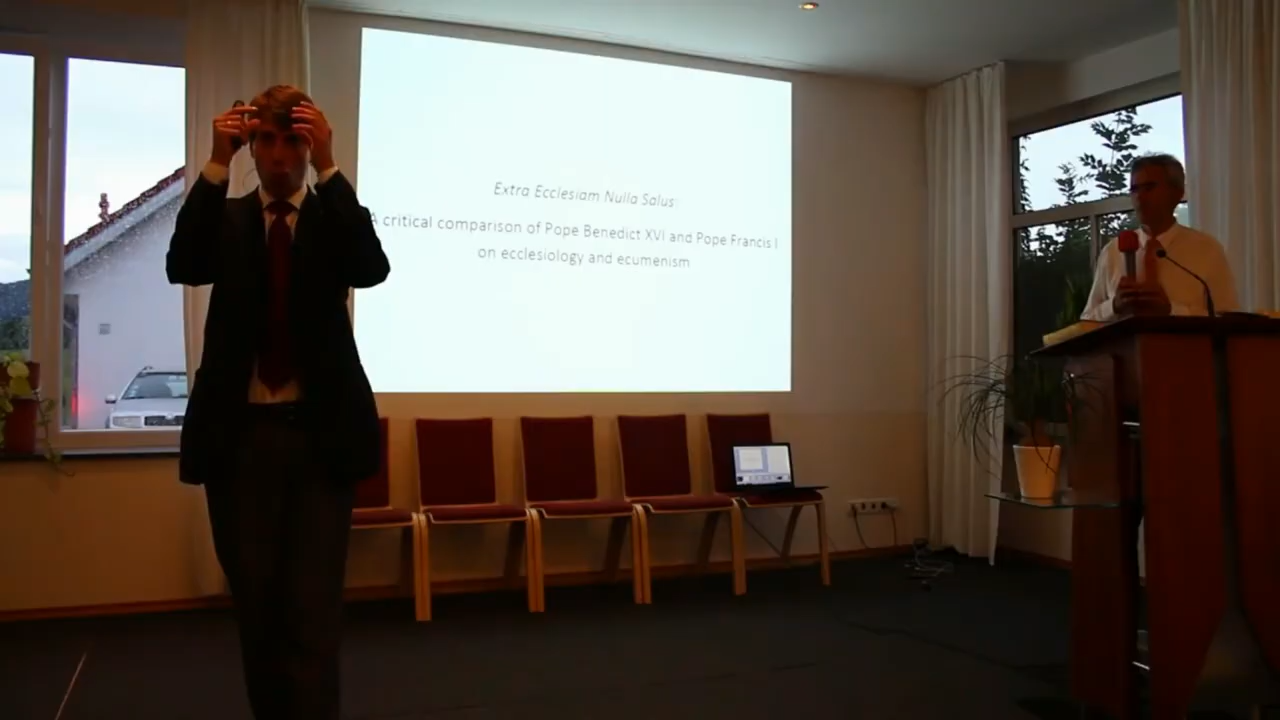 Extra Ecclesiam Nulla Salus:
A critical comparison of Pope Benedict XVI and Pope Francis I
on ecclesiology and ecumenism